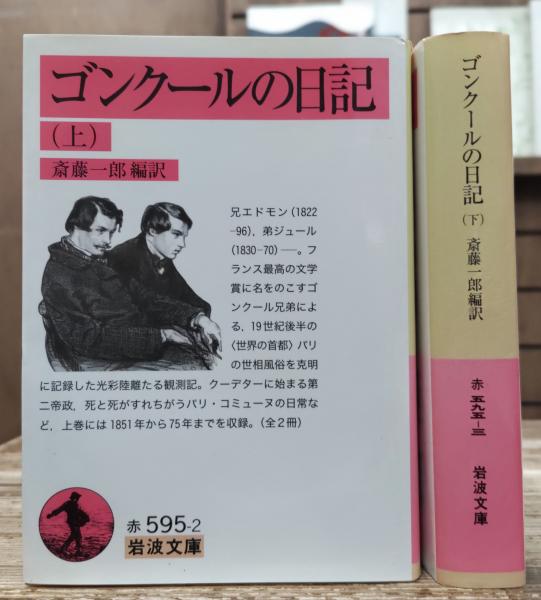 ゴンクールの日記
(上)
斎藤一郎編訳
兄エドモン(1822
-96)，弟ジュール
(1830-70)──。フ
ランス最高の文学
賞に名をのこすゴ
ンクール兄弟によ
る，19世紀後半の
〈世界の首都〉パリ
の世相風俗を克明
に記録した光彩陸離たる観測記。クーデターに始まる第
二帝政，死と死がすれちがうパリ・コミューヌの日常な
ど，上巻には1851年から75年までを収録。(全2冊)
赤 595-2
岩波文庫
ゴンクールの日記(下) 斎藤一郎編訳
赤 五九五-三
岩波文庫